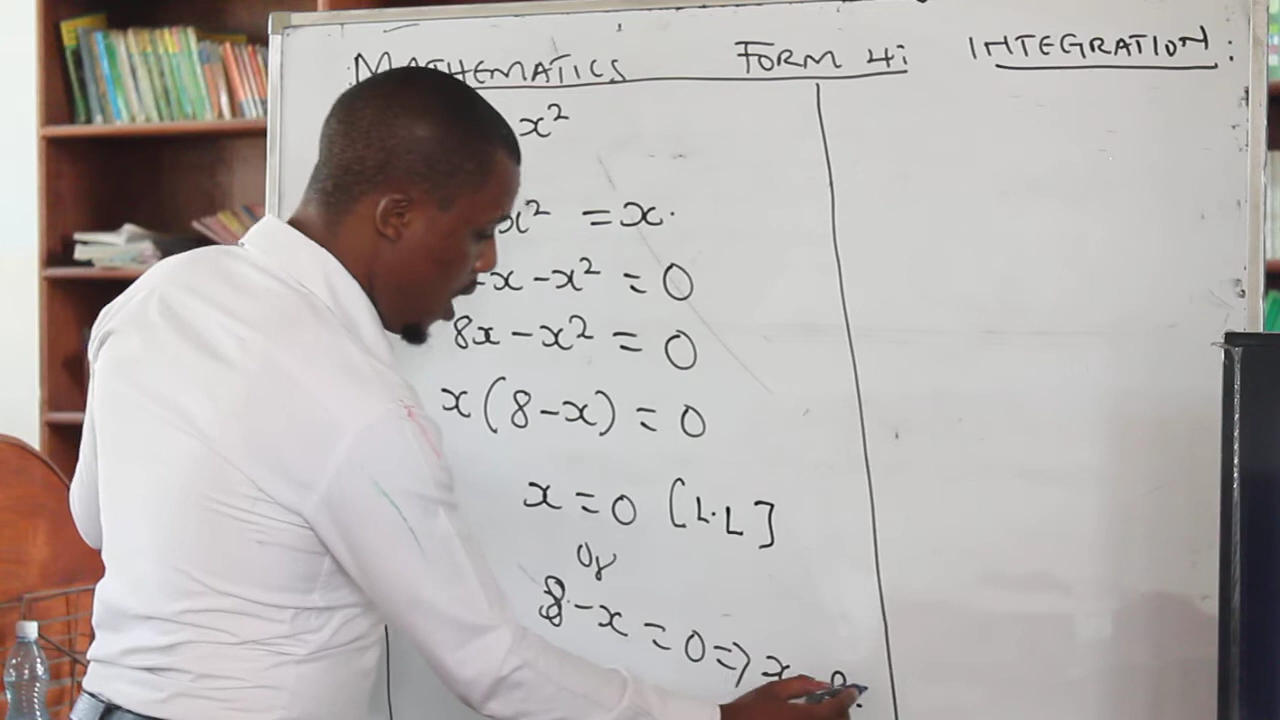 MATHEMATICS FORM 4: INTEGRATION:
x²
x² = x.
-x - x² = 0
8x - x² = 0
x(8-x) = 0
x = 0 [L.L]
Or
8-x = 0 => x